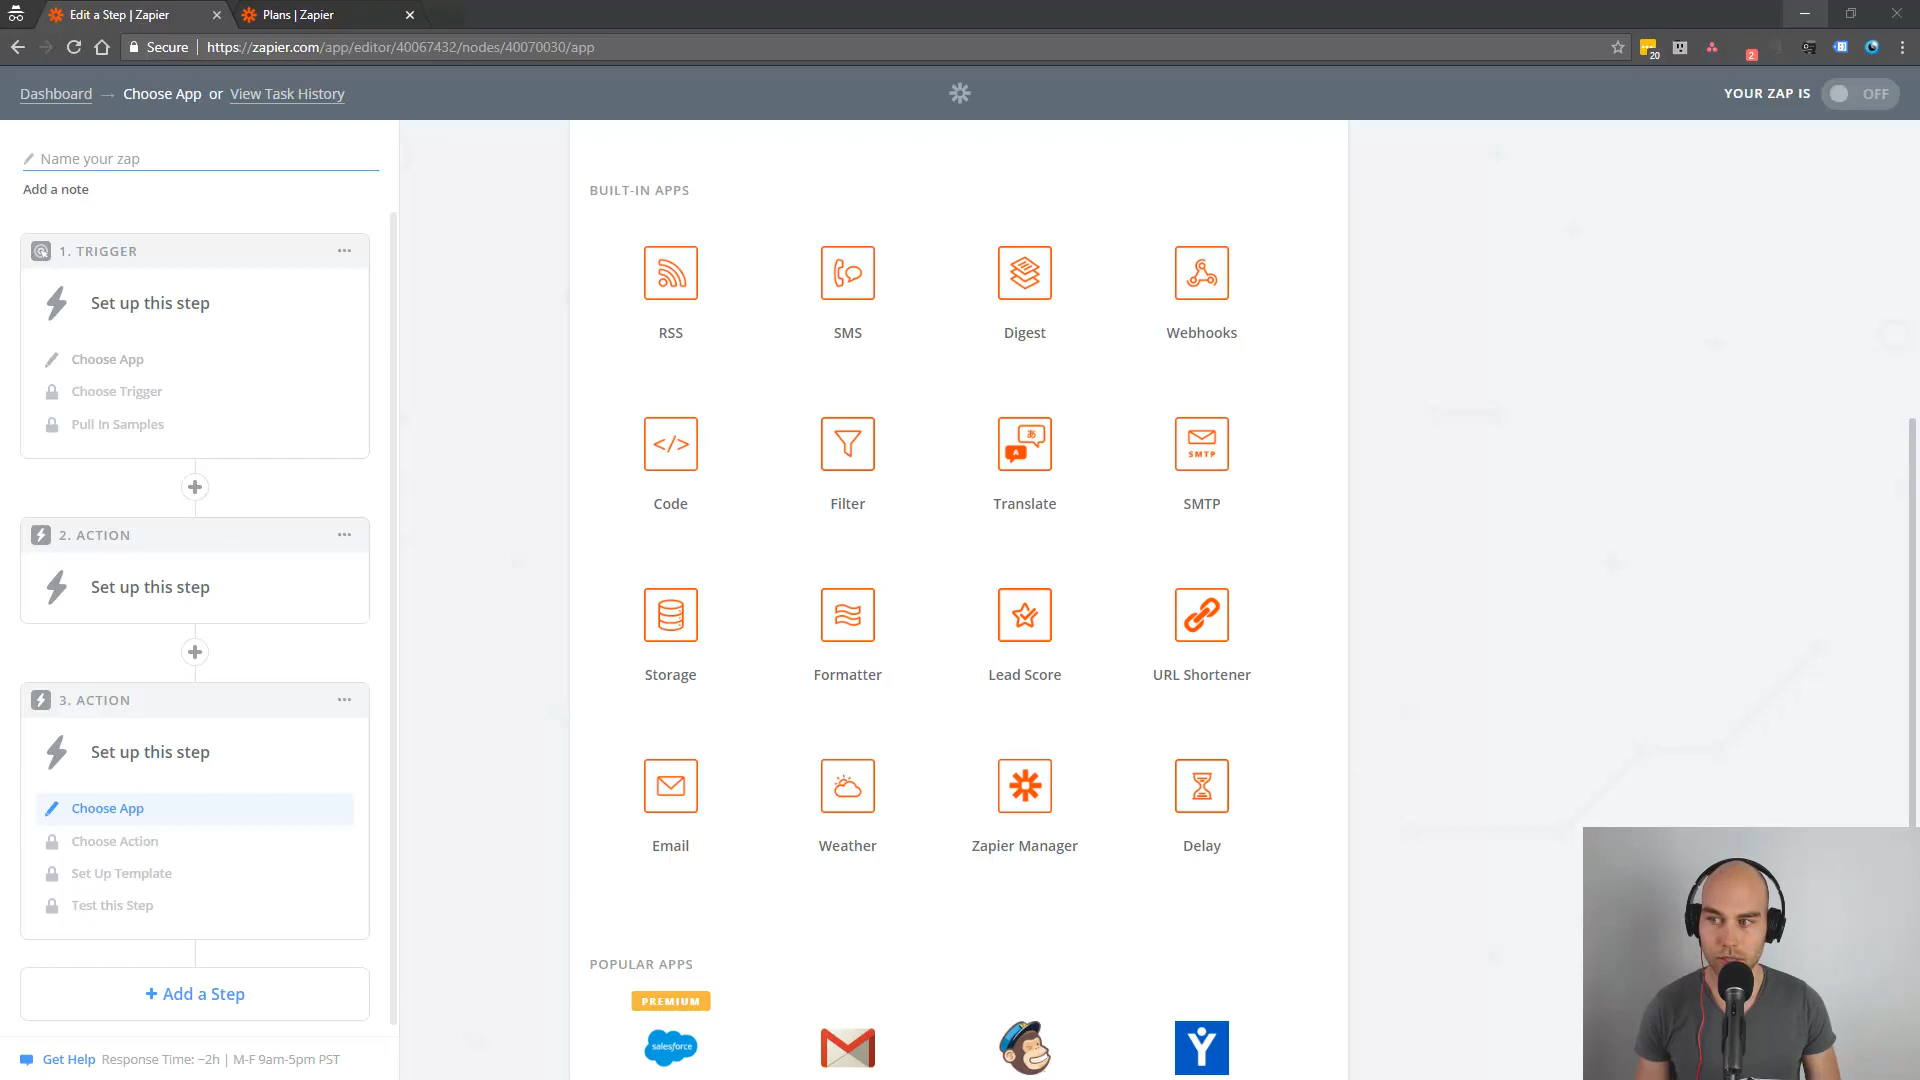 Edit a Step | Zapier
Plans | Zapier
Secure
https://zapier.com/app/editor/40067432/nodes/40070030/app
20
2
Dashboard → Choose App or View Task History
YOUR ZAP IS
OFF
Name your zap
Add a note
1. TRIGGER
Set up this step
Choose App
Choose Trigger
Pull In Samples
2. ACTION
Set up this step
3. ACTION
Set up this step
Choose App
Choose Action
Set Up Template
Test this Step
+ Add a Step
Get Help Response Time: ~2h | M-F 9am-5pm PST
BUILT-IN APPS
RSS
SMS
Digest
Webhooks
</>
あ
A
SMTP
Code
Filter
Translate
SMTP
Storage
Formatter
Lead Score
URL Shortener
Email
Weather
Zapier Manager
Delay
POPULAR APPS
PREMIUM
salesforce